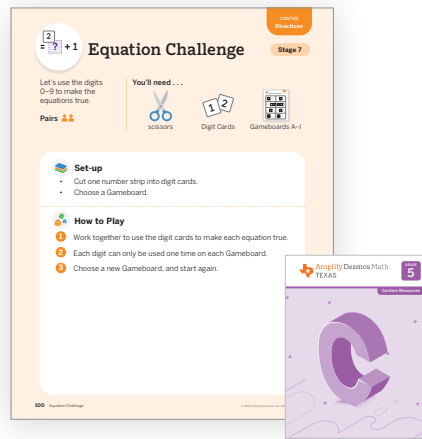 CENTER
Directions
2
= ? + 1
Equation Challenge
Stage 7
Let's use the digits
0–9 to make the
equations true.
Pairs
You'll need . . .
1 2
scissors
Digit Cards
Gameboards A–I
Set-up
• Cut one number strip into digit cards.
• Choose a Gameboard.
How to Play
1 Work together to use the digit cards to make each equation true.
2 Each digit can only be used one time on each Gameboard.
3 Choose a new Gameboard, and start again.
Amplify Desmos Math
TEXAS
GRADE
5
Centers Resources
C
100 Equation Challenge